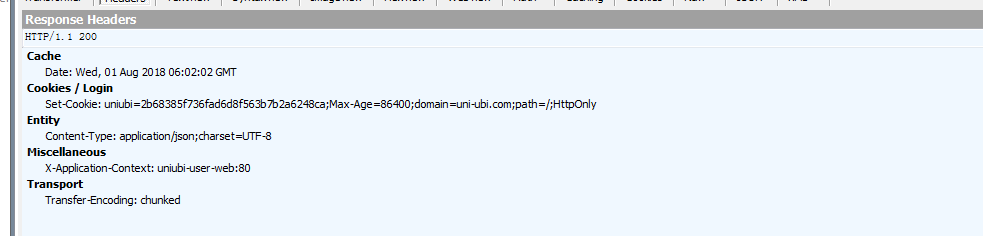 Headers
Response Headers
HTTP/1.1 200
Cache
Date: Wed, 01 Aug 2018 06:02:02 GMT
Cookies / Login
Set-Cookie: uniubi=2b68385f736fad6d8f563b7b2a6248ca;Max-Age=86400;domain=uni-ubi.com;path=/;HttpOnly
Entity
Content-Type: application/json;charset=UTF-8
Miscellaneous
X-Application-Context: uniubi-user-web:80
Transport
Transfer-Encoding: chunked